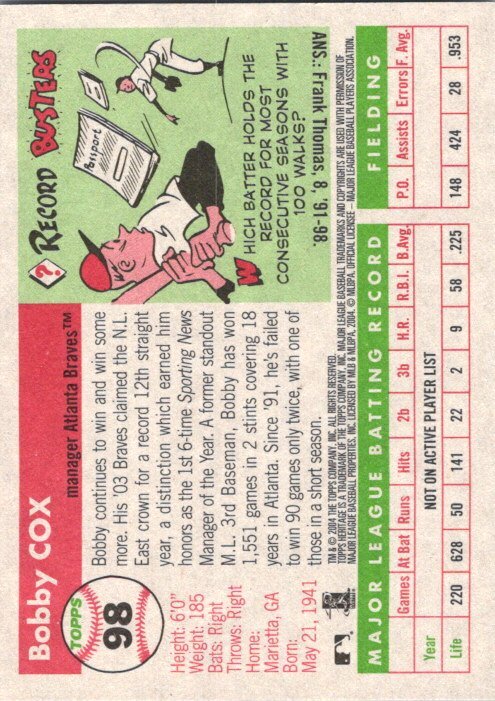 Bobby COX
manager Atlanta Braves™
TOPPS
98
Height: 6'0"
Weight: 185
Bats: Right
Throws: Right
Home:
Marietta, GA
Born:
May 21, 1941
Bobby continues to win and win some
more. His '03 Braves claimed the N.L.
East crown for a record 12th straight
year, a distinction which earned him
honors as the 1st 6-time Sporting News
Manager of the Year. A former standout
M.L. 3rd Baseman, Bobby has won
1,551 games in 2 stints covering 18
years in Atlanta. Since '91, he's failed
to win 90 games only twice, with one of
those in a short season.
? RECORD BUSTERS
Passport
WHICH BATTER HOLDS THE
RECORD FOR MOST
CONSECUTIVE SEASONS WITH
100 WALKS?
ANS.: Frank Thomas, 8, '91-98.
™ & © 2004 THE TOPPS COMPANY, INC. ALL RIGHTS RESERVED.
TOPPS HERITAGE IS A TRADEMARK OF THE TOPPS COMPANY, INC. MAJOR LEAGUE BASEBALL TRADEMARKS AND COPYRIGHTS ARE USED WITH PERMISSION OF
MAJOR LEAGUE BASEBALL PROPERTIES, INC. LICENSED BY MLB & MLBPA, 2004. © MLBPA. OFFICIAL LICENSEE – MAJOR LEAGUE BASEBALL PLAYERS ASSOCIATION.
MAJOR LEAGUE BATTING RECORD FIELDING
Year Games At Bat Runs Hits 2b 3b H.R. R.B.I. B.Avg. P.O. Assists Errors F. Avg.
NOT ON ACTIVE PLAYER LIST
Life 220 628 50 141 22 2 9 58 .225 148 424 28 .953